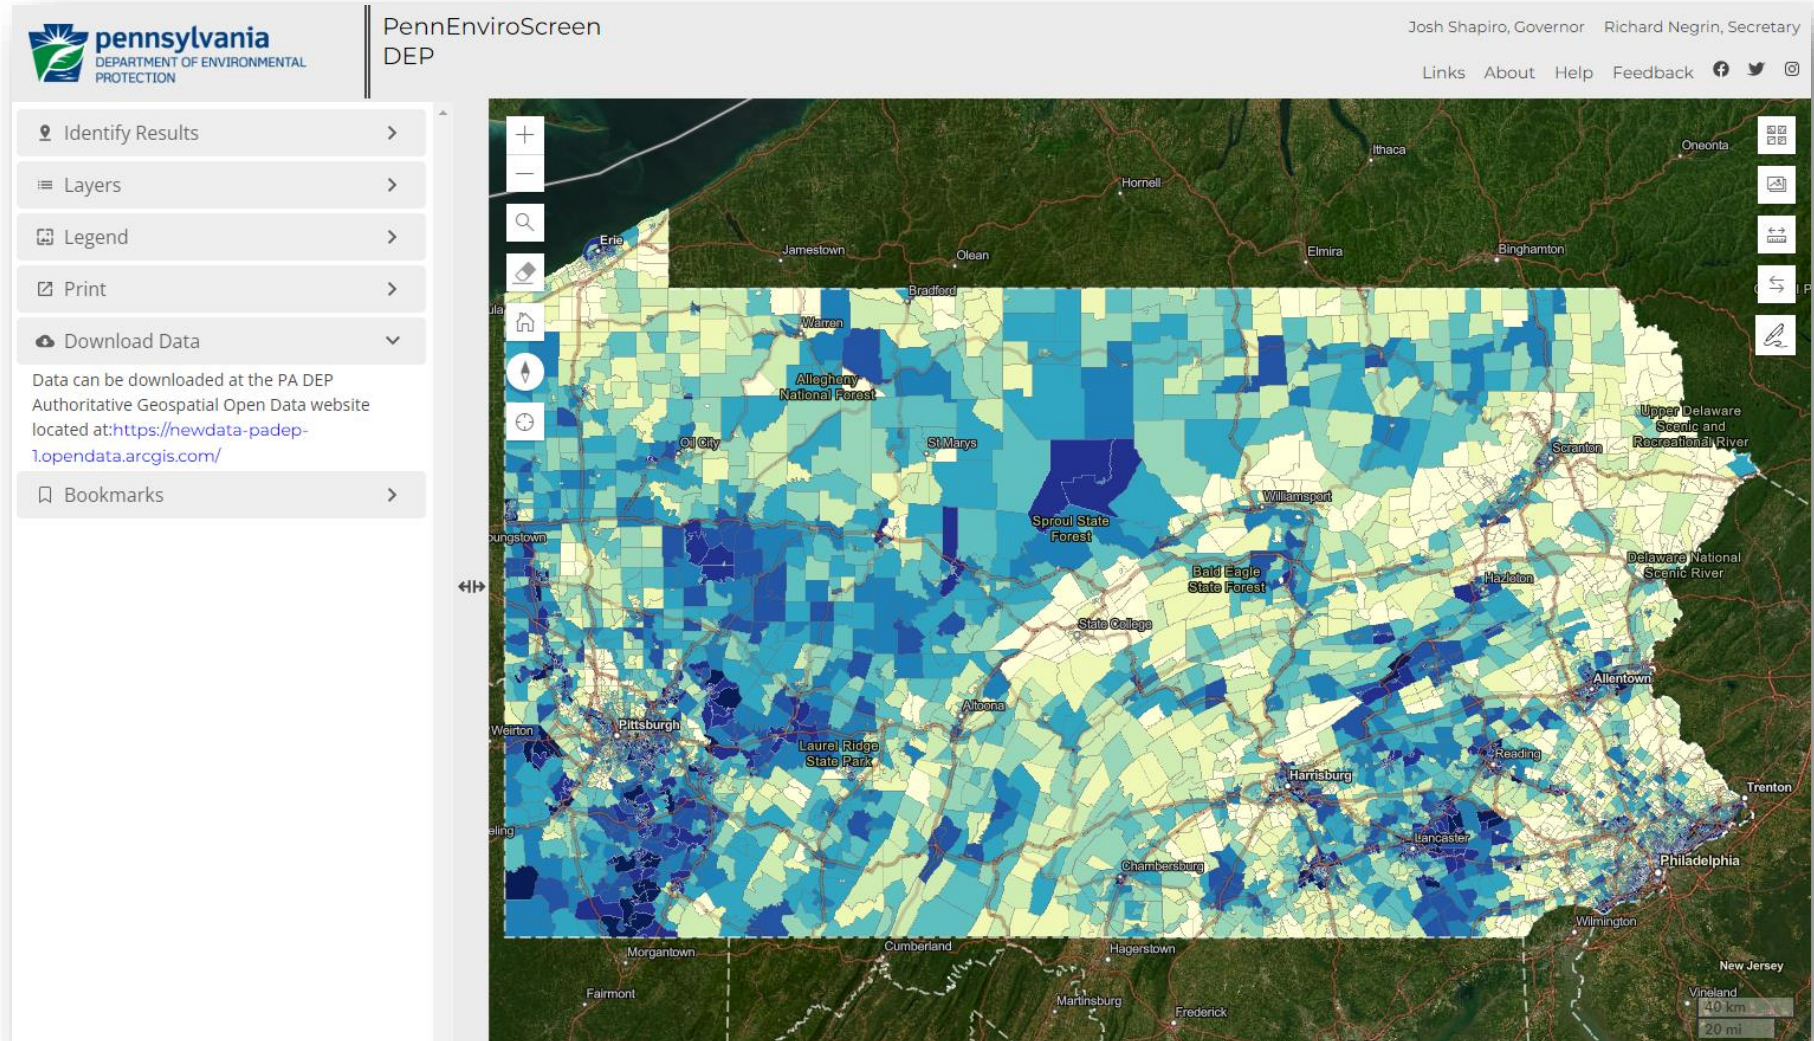 pennsylvania
DEPARTMENT OF ENVIRONMENTAL
PROTECTION
PennEnviroScreen
DEP
Josh Shapiro, Governor Richard Negrin, Secretary
Links About Help Feedback
Identify Results
Layers
Legend
Print
Download Data
Data can be downloaded at the PA DEP
Authoritative Geospatial Open Data website
located at:https://newdata-padep-
1.opendata.arcgis.com/
Bookmarks
Ithaca
Oneonta
Hornell
Erie
Jamestown
Olean
Elmira
Binghamton
Bradford
Warren
Allegheny
National Forest
Upper Delaware
Scenic and
Recreational River
Oil City
St Marys
Scranton
Williamsport
Sproul State
Forest
oungstown
Delaware National
Scenic River
Bald Eagle
State Forest
Hazleton
State College
Allentown
Altoona
Pittsburgh
Weirton
Laurel Ridge
State Park
Reading
Harrisburg
Trenton
eling
Lancaster
Chambersburg
Philadelphia
Wilmington
Morgantown
Cumberland
Hagerstown
New Jersey
Fairmont
Martinsburg
Frederick
Vineland
40 km
20 mi